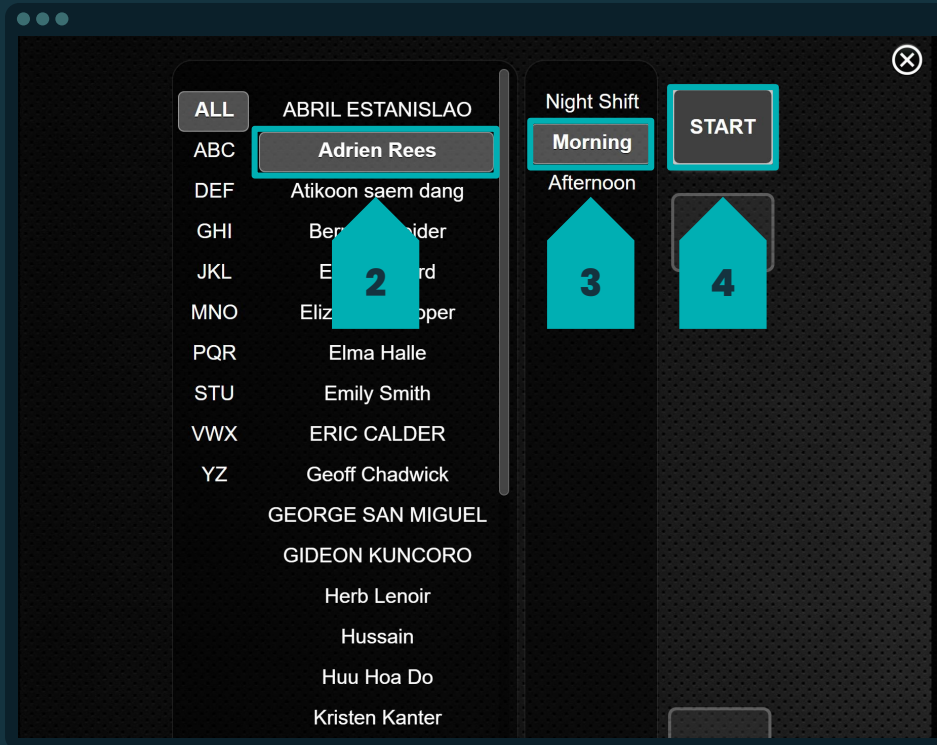 ALL
ABC
DEF
GHI
JKL
MNO
PQR
STU
VWX
YZ
ABRIL ESTANISLAO
Adrien Rees
Atikoon saem dang
Elma Halle
Emily Smith
ERIC CALDER
Geoff Chadwick
GEORGE SAN MIGUEL
GIDEON KUNCORO
Herb Lenoir
Hussain
Huu Hoa Do
Kristen Kanter
Night Shift
Morning
Afternoon
START
2
3
4